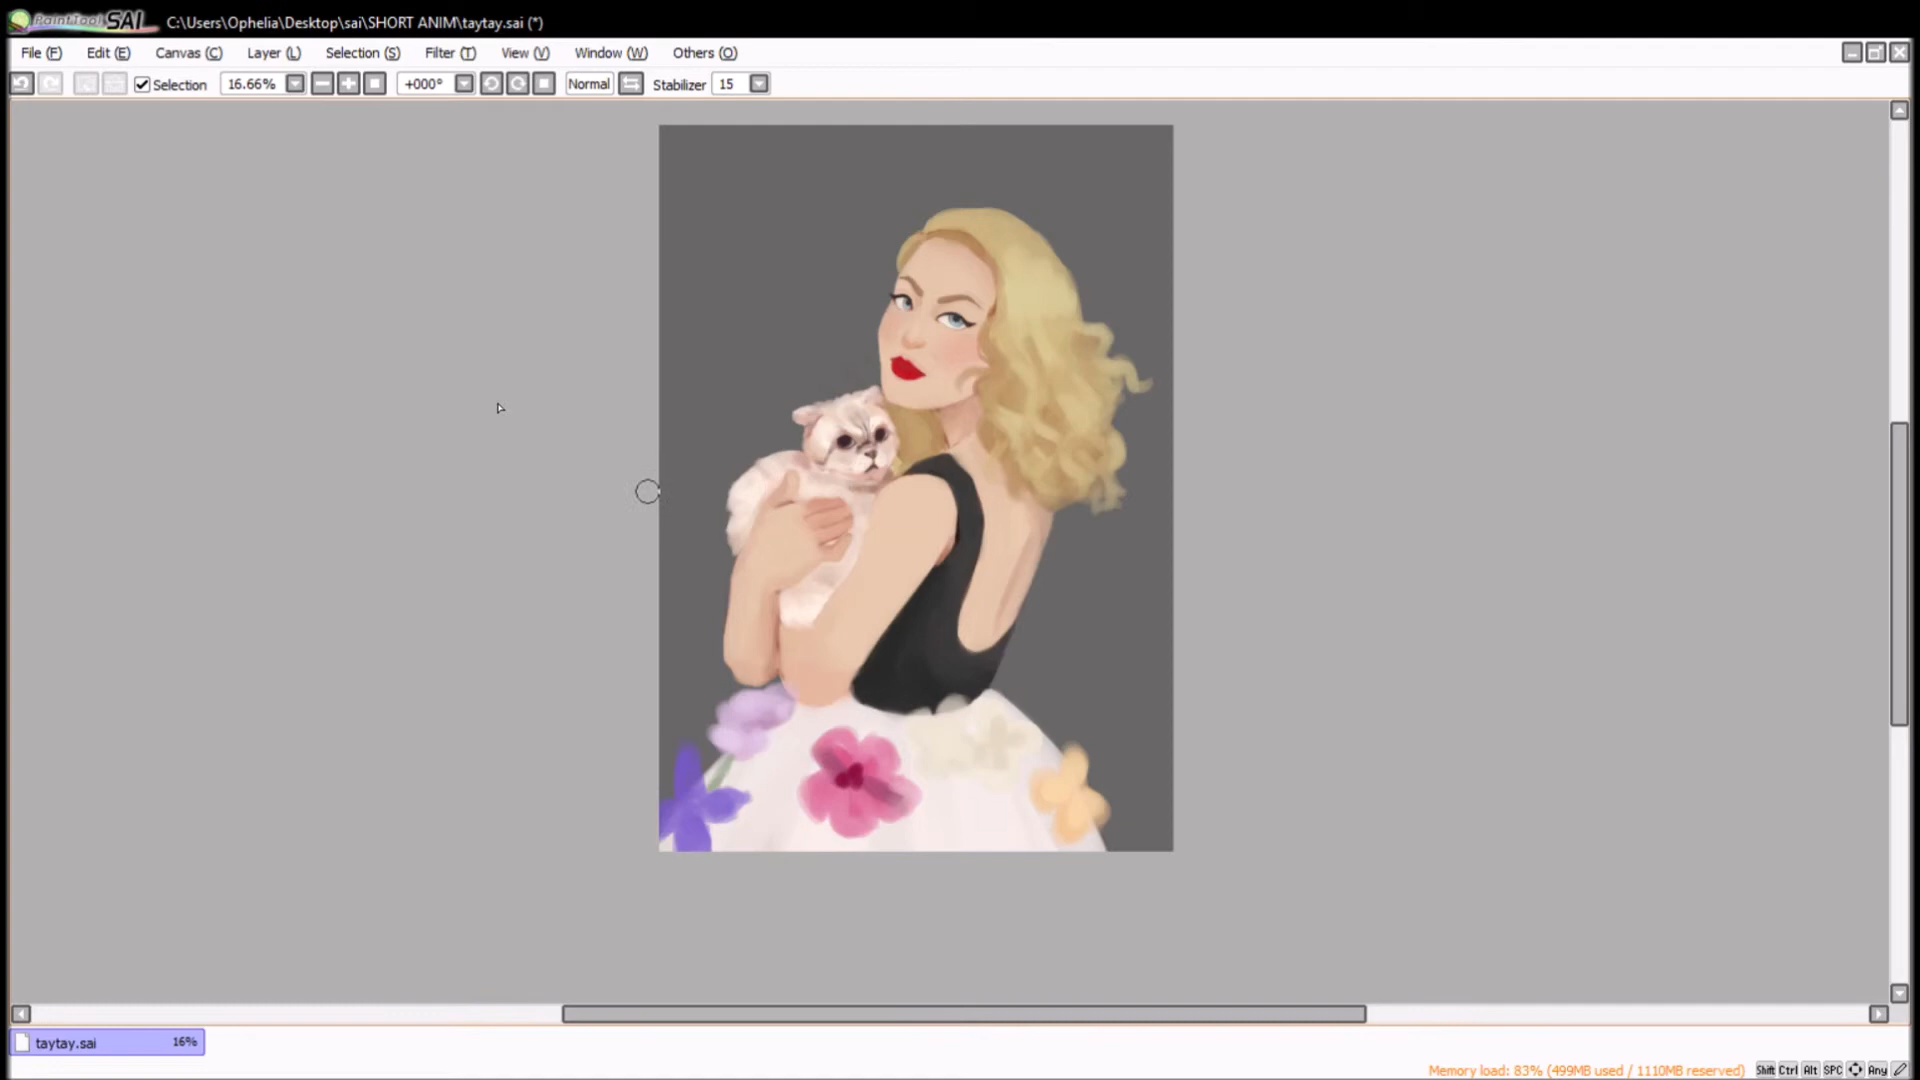 PaintTool SAI C:\Users\Ophelia\Desktop\sai\SHORT ANIM\taytay.sai (*)
File (F) Edit (E) Canvas (C) Layer (L) Selection (S) Filter (T) View (V) Window (W) Others (O)
Selection 16.66% +000° Normal Stabilizer 15
taytay.sai 16%
Memory load: 83% (499MB used / 1110MB reserved) Shift Ctrl Alt SPC Any